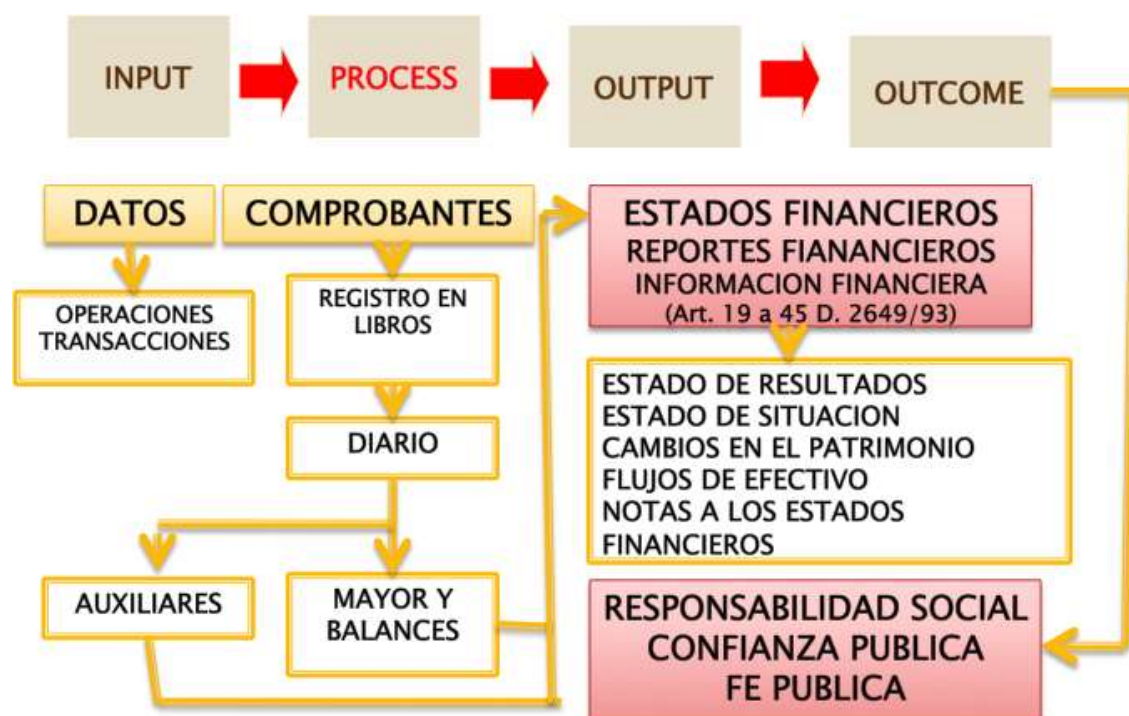 INPUT
PROCESS
OUTPUT
OUTCOME
DATOS
OPERACIONES
TRANSACCIONES
COMPROBANTES
REGISTRO EN
LIBROS
DIARIO
AUXILIARES
MAYOR Y
BALANCES
ESTADOS FINANCIEROS
REPORTES FIANANCIEROS
INFORMACION FINANCIERA
(Art. 19 a 45 D. 2649/93)
ESTADO DE RESULTADOS
ESTADO DE SITUACION
CAMBIOS EN EL PATRIMONIO
FLUJOS DE EFECTIVO
NOTAS A LOS ESTADOS
FINANCIEROS
RESPONSABILIDAD SOCIAL
CONFIANZA PUBLICA
FE PUBLICA